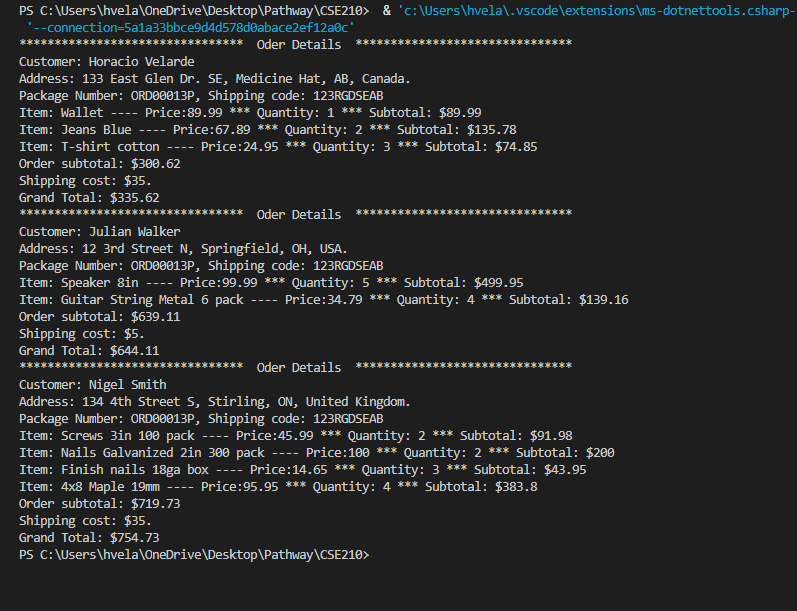 PS C:\Users\hvela\OneDrive\Desktop\Pathway\CSE210>  & 'c:\Users\hvela\.vscode\extensions\ms-dotnettools.csharp-
'--connection=5a1a33bbce9d4d578d0abace2ef12a0c'
********************************  Oder Details  *******************************
Customer: Horacio Velarde
Address: 133 East Glen Dr. SE, Medicine Hat, AB, Canada.
Package Number: ORD00013P, Shipping code: 123RGDSEAB
Item: Wallet ---- Price:89.99 *** Quantity: 1 *** Subtotal: $89.99
Item: Jeans Blue ---- Price:67.89 *** Quantity: 2 *** Subtotal: $135.78
Item: T-shirt cotton ---- Price:24.95 *** Quantity: 3 *** Subtotal: $74.85
Order subtotal: $300.62
Shipping cost: $35.
Grand Total: $335.62
********************************  Oder Details  *******************************
Customer: Julian Walker
Address: 12 3rd Street N, Springfield, OH, USA.
Package Number: ORD00013P, Shipping code: 123RGDSEAB
Item: Speaker 8in ---- Price:99.99 *** Quantity: 5 *** Subtotal: $499.95
Item: Guitar String Metal 6 pack ---- Price:34.79 *** Quantity: 4 *** Subtotal: $139.16
Order subtotal: $639.11
Shipping cost: $5.
Grand Total: $644.11
********************************  Oder Details  *******************************
Customer: Nigel Smith
Address: 134 4th Street S, Stirling, ON, United Kingdom.
Package Number: ORD00013P, Shipping code: 123RGDSEAB
Item: Screws 3in 100 pack ---- Price:45.99 *** Quantity: 2 *** Subtotal: $91.98
Item: Nails Galvanized 2in 300 pack ---- Price:100 *** Quantity: 2 *** Subtotal: $200
Item: Finish nails 18ga box ---- Price:14.65 *** Quantity: 3 *** Subtotal: $43.95
Item: 4x8 Maple 19mm ---- Price:95.95 *** Quantity: 4 *** Subtotal: $383.8
Order subtotal: $719.73
Shipping cost: $35.
Grand Total: $754.73
PS C:\Users\hvela\OneDrive\Desktop\Pathway\CSE210>